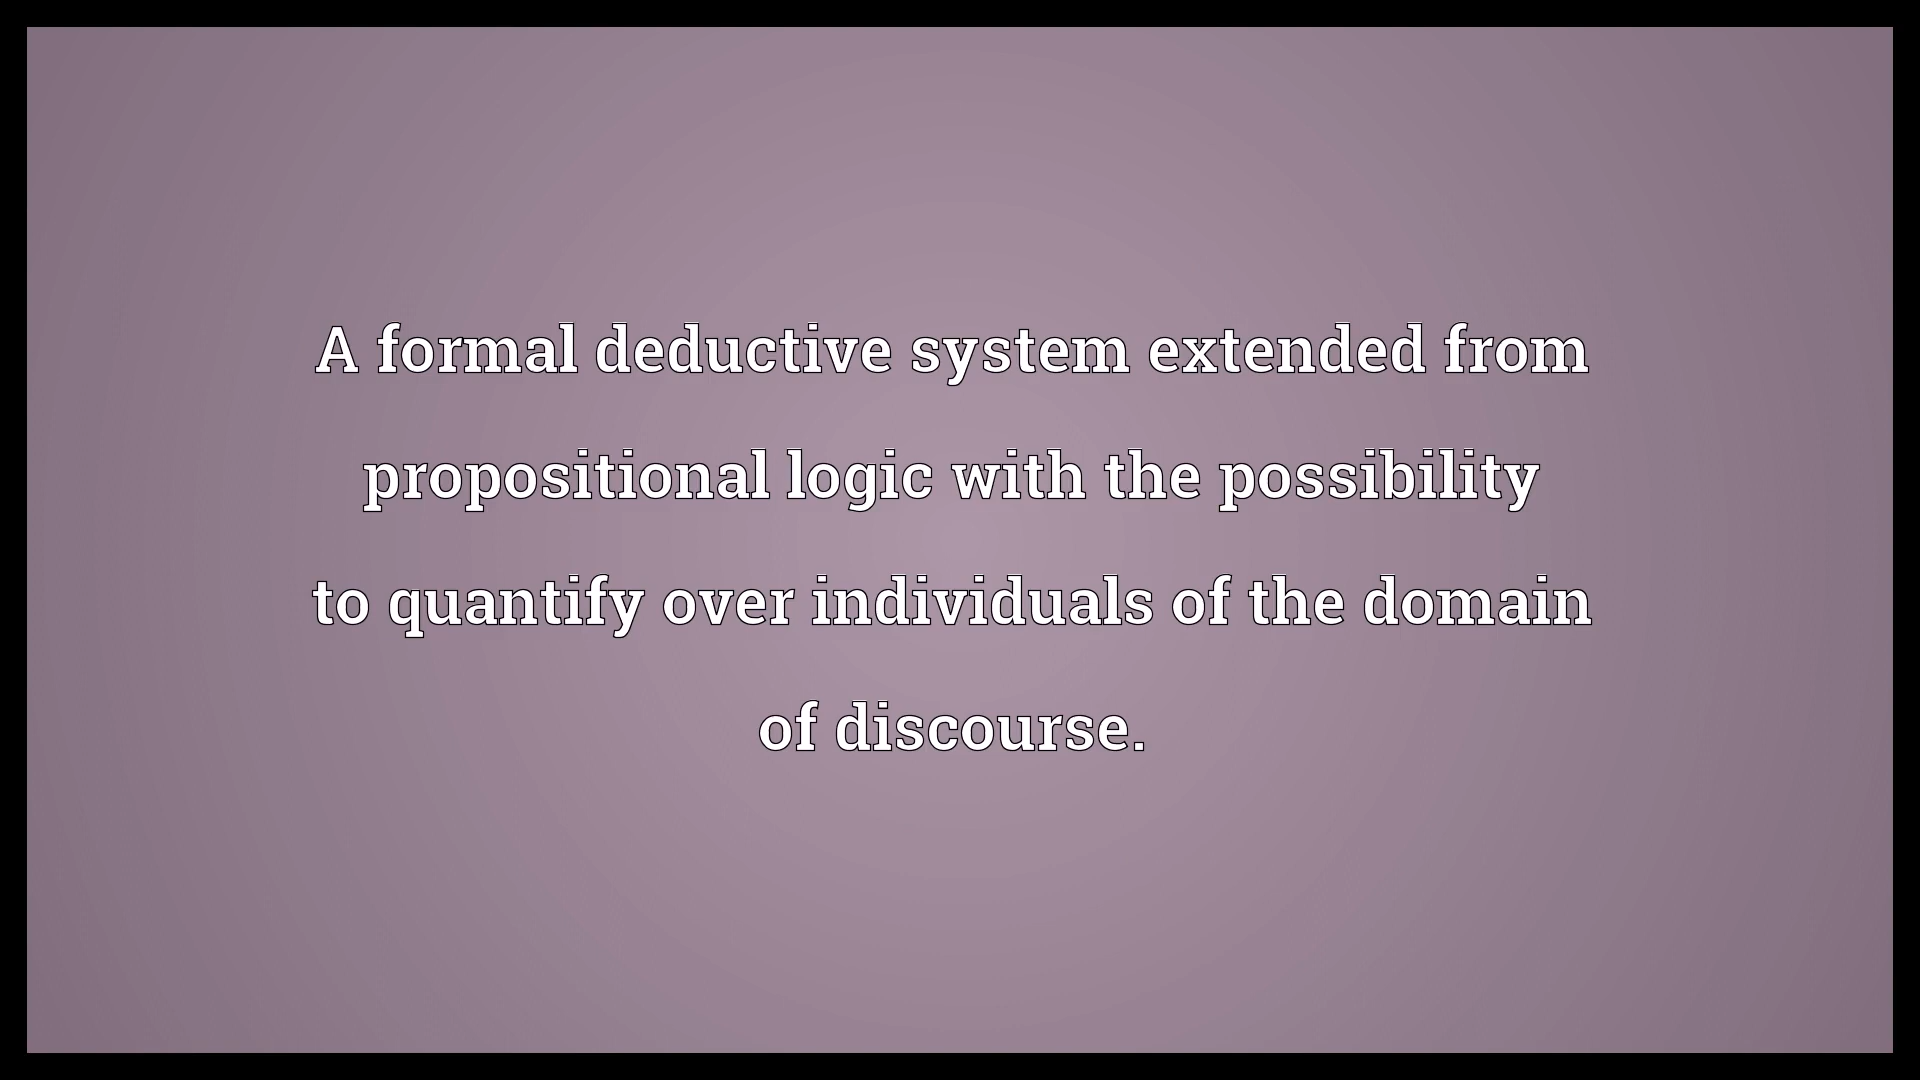 A formal deductive system extended from
propositional logic with the possibility
to quantify over individuals of the domain
of discourse.